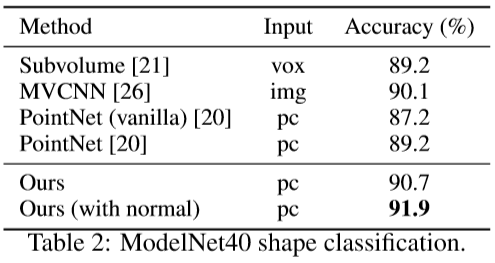 Method Input Accuracy (%)
Subvolume [21] vox 89.2
MVCNN [26] img 90.1
PointNet (vanilla) [20] pc 87.2
PointNet [20] pc 89.2
Ours pc 90.7
Ours (with normal) pc 91.9
Table 2: ModelNet40 shape classification.